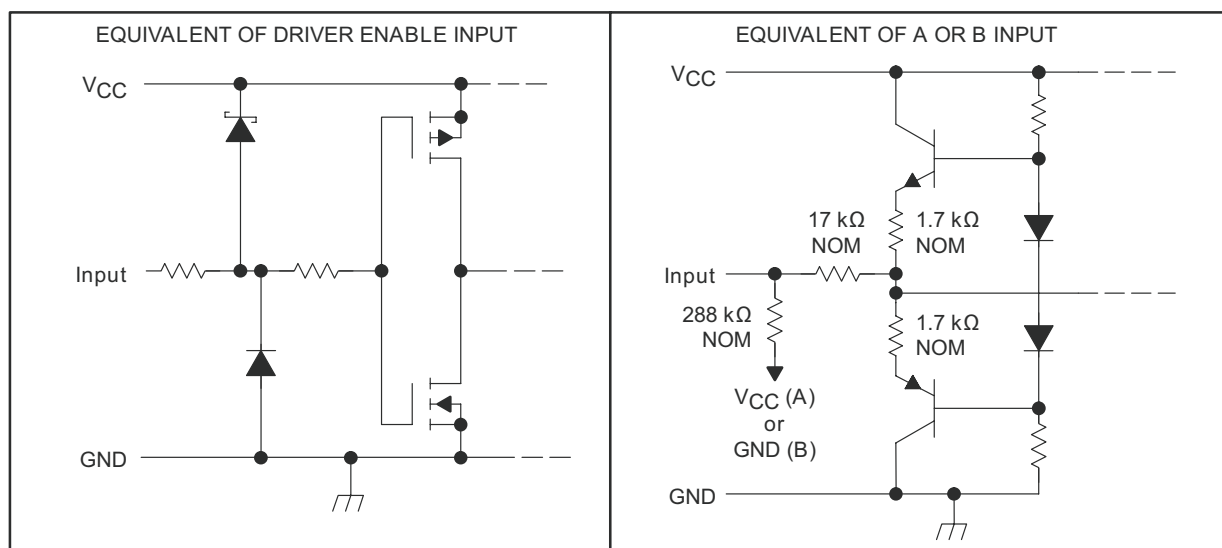 EQUIVALENT OF DRIVER ENABLE INPUT
VCC
Input
GND
EQUIVALENT OF A OR B INPUT
VCC
17 kΩ
NOM
1.7 kΩ
NOM
Input
288 kΩ
NOM
1.7 kΩ
NOM
VCC (A)
or
GND (B)
GND